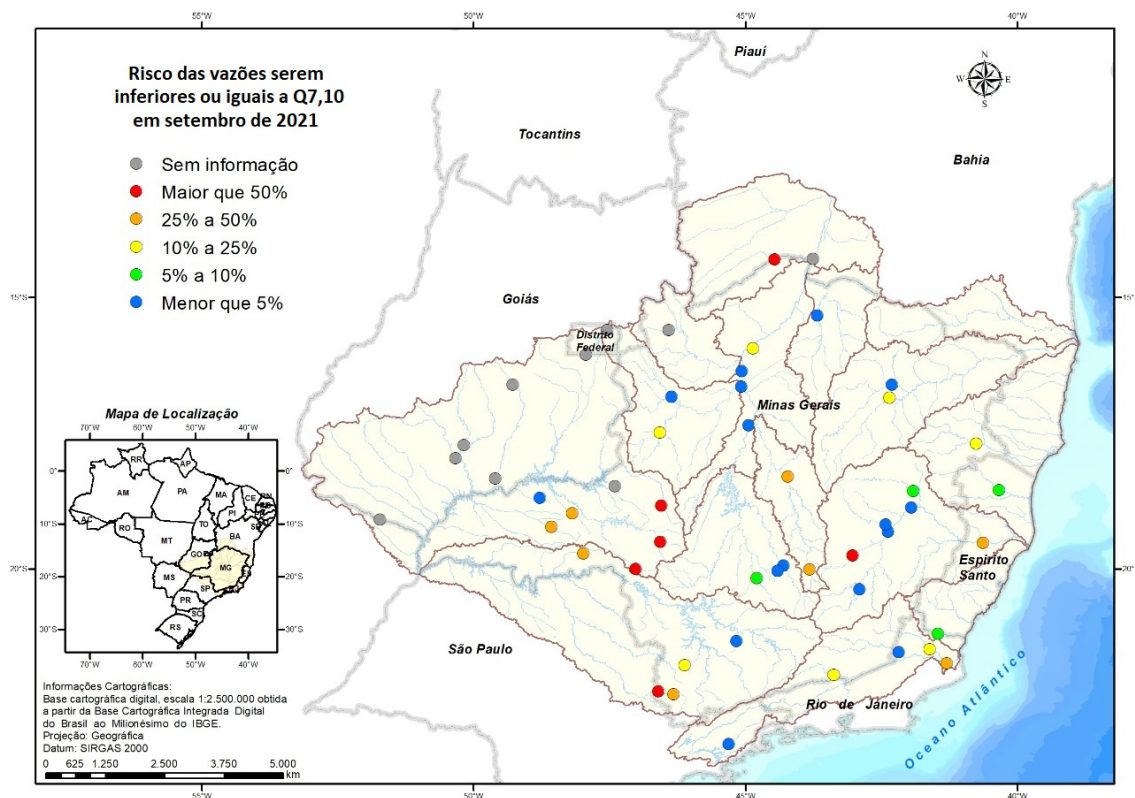 55°W
50°W
45°W
40°W
Piauí
N
W E
S
Risco das vazões serem
inferiores ou iguais a Q7,10
em setembro de 2021
Tocantins
Bahia
Sem informação
Maior que 50%
25% a 50%
10% a 25%
5% a 10%
Menor que 5%
15°S
Goiás
15°S
Distrito
Federal
Minas Gerais
Mapa de Localização
70°W
60°W
50°W
40°W
0°
10°S
20°S
30°S
0°
10°S
20°S
30°S
RR
AP
AM
PA
MA
CE
RN
PI
AC
RO
TO
SE
MT
BA
GO
MG
ES
MS
SP
RJ
PR
SC
RS
70°W
60°W
50°W
40°W
20°S
Espírito
Santo
20°S
São Paulo
Rio de Janeiro
Oceano Atlântico
Informações Cartográficas:
Base cartográfica digital, escala 1:2.500.000 obtida
a partir da Base Cartográfica Integrada Digital
do Brasil ao Milionésimo do IBGE.
Projeção: Geográfica
Datum: SIRGAS 2000
0 625 1.250 2.500 3.750 5.000
km
55°W
50°W
45°W
40°W